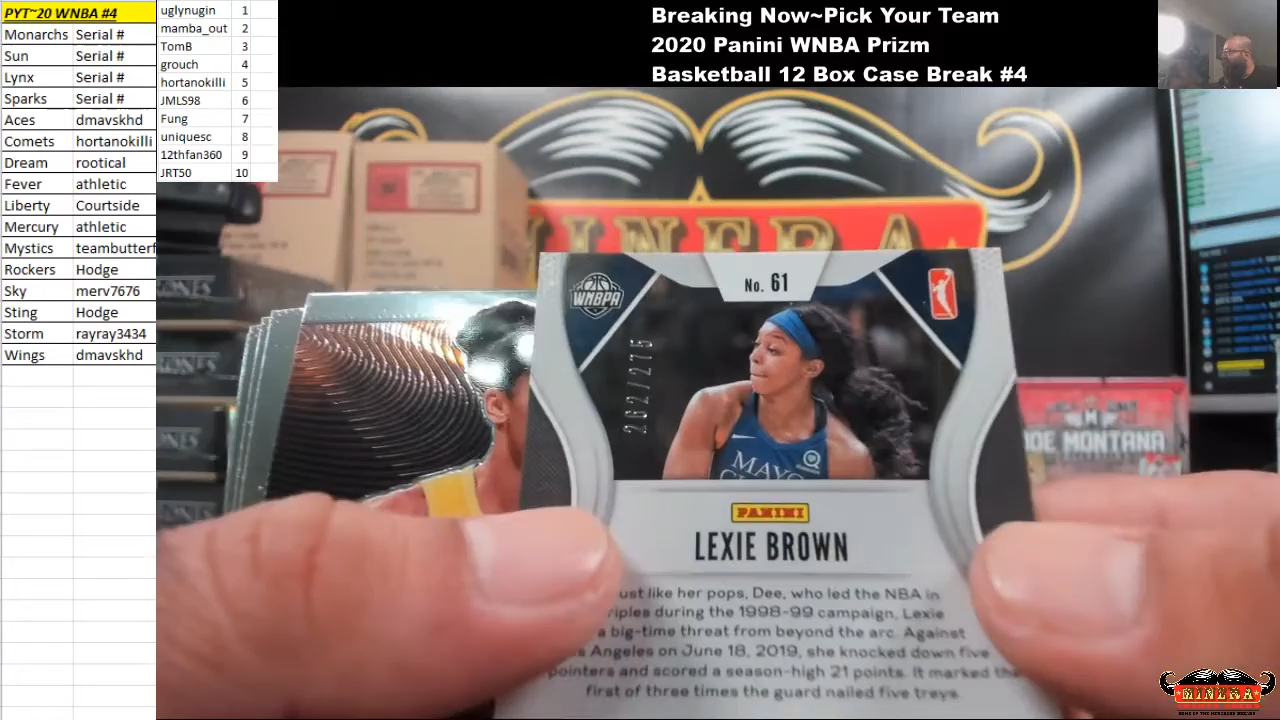 PYT~20 WNBA #4
Monarchs Serial #
Sun Serial #
Lynx Serial #
Sparks Serial #
Aces dmavskhd
Comets hortanokilli
Dream rootical
Fever athletic
Liberty Courtside
Mercury athletic
Mystics teambutterf
Rockers Hodge
Sky merv7676
Sting Hodge
Storm rayray3434
Wings dmavskhd
uglynugin 1
mamba_out 2
TomB 3
grouch 4
hortanokilli 5
JMLS98 6
Fung 7
uniquesc 8
12thfan360 9
JRT50 10
Breaking Now~Pick Your Team
2020 Panini WNBA Prizm
Basketball 12 Box Case Break #4
MINERA
WNBPA
No. 61
262/275
MAYO
PANINI
LEXIE BROWN
ust like her pops, Dee, who led the NBA in
riples during the 1998-99 campaign, Lexie
a big-time threat from beyond the arc. Against
s Angeles on June 18, 2019, she knocked down five
pointers and scored a season-high 21 points. It marked the
first of three times the guard nailed five treys.
JOE MONTANA
MINERA